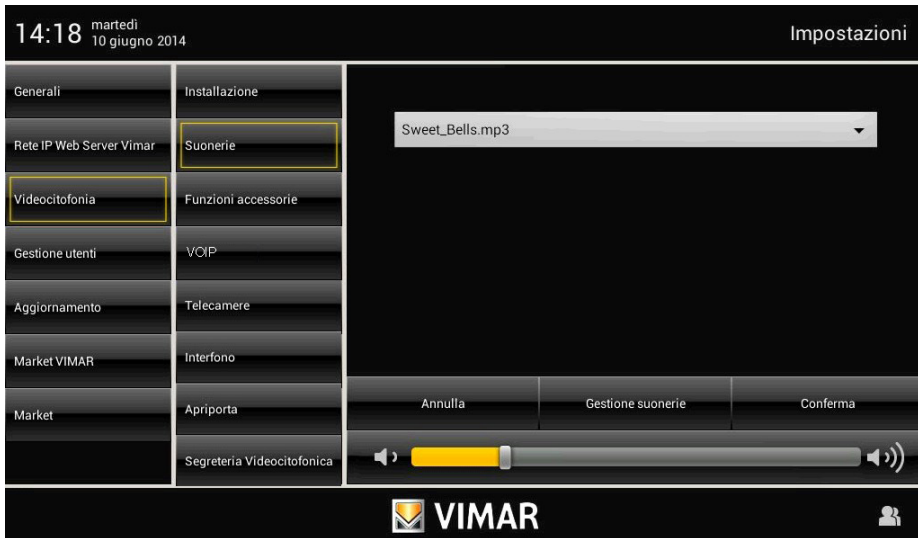 14:18 martedì
10 giugno 2014
Impostazioni
Generali
Rete IP Web Server Vimar
Videocitofonia
Gestione utenti
Aggiornamento
Market VIMAR
Market
Installazione
Suonerie
Funzioni accessorie
VOIP
Telecamere
Interfono
Apriporta
Segreteria Videocitofonica
Sweet_Bells.mp3
Annulla
Gestione suonerie
Conferma
VIMAR